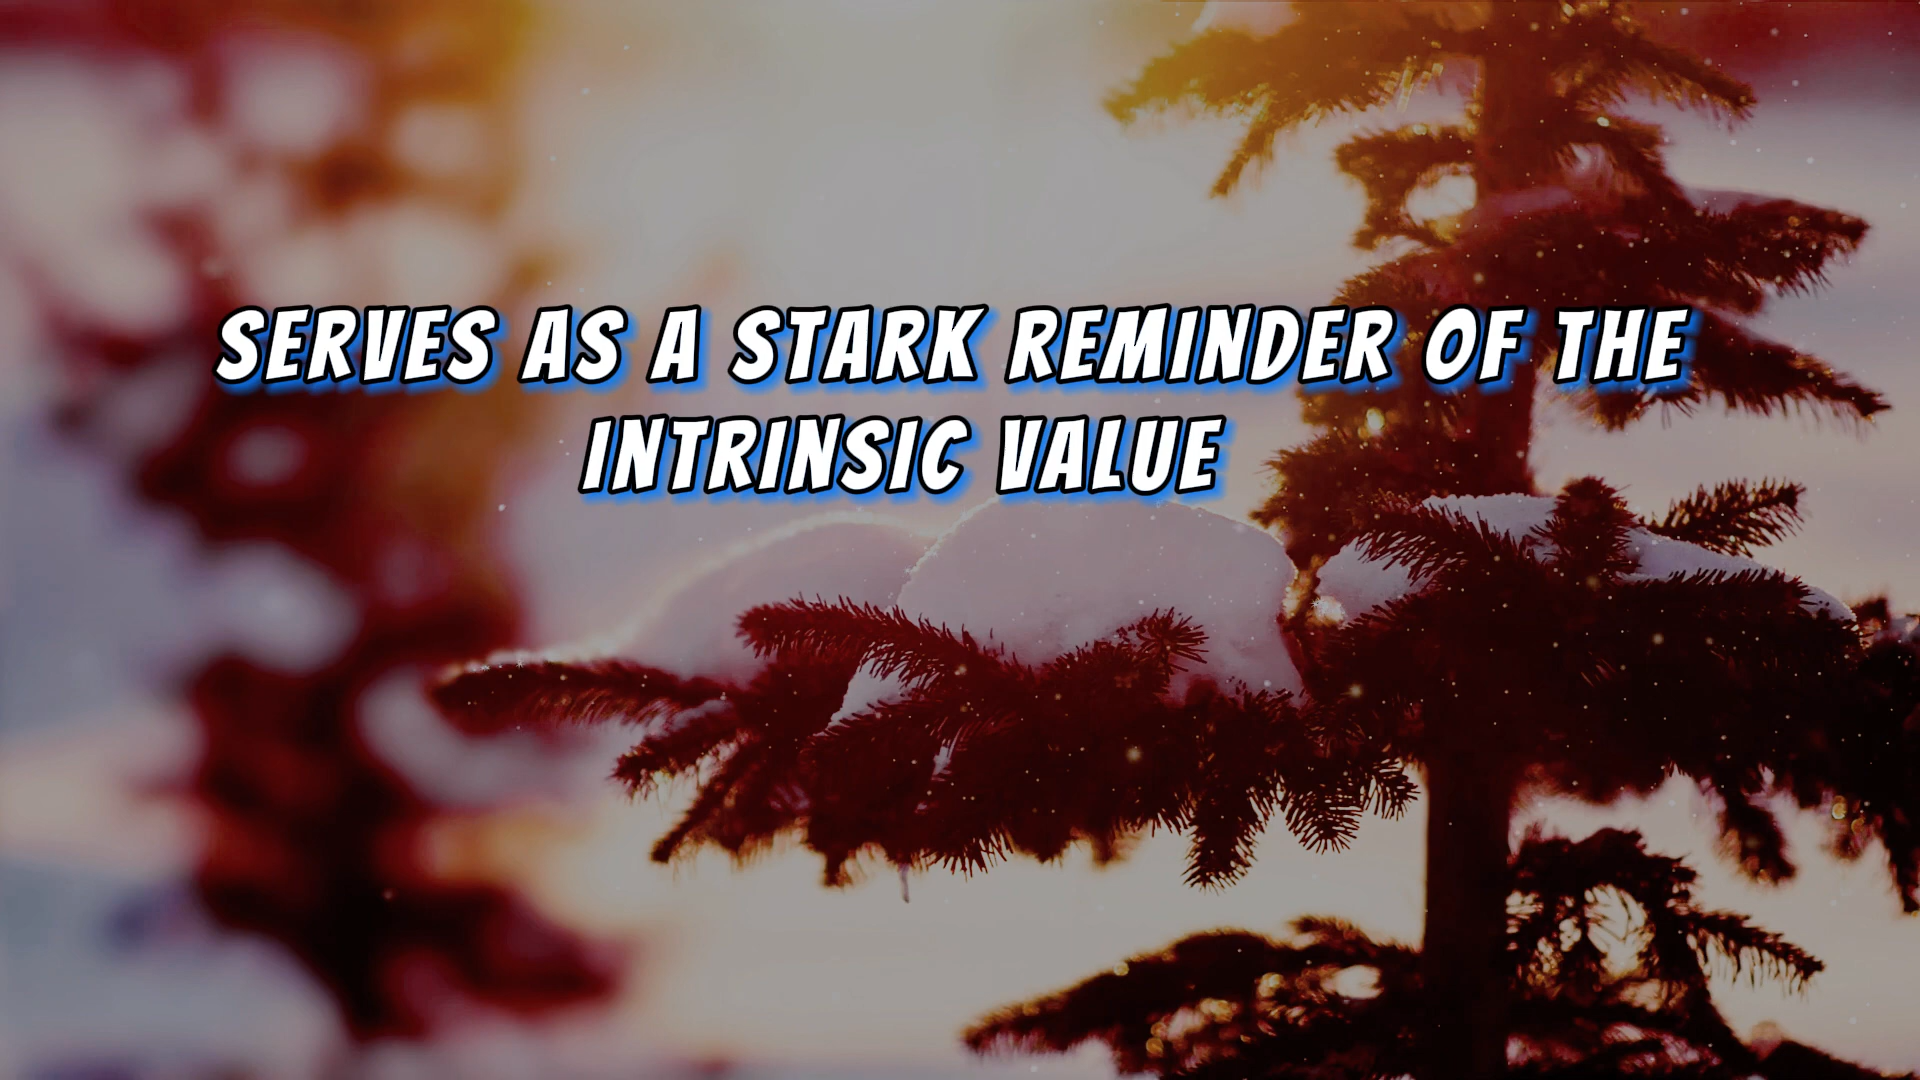 SERVES AS A STARK REMINDER OF THE
INTRINSIC VALUE